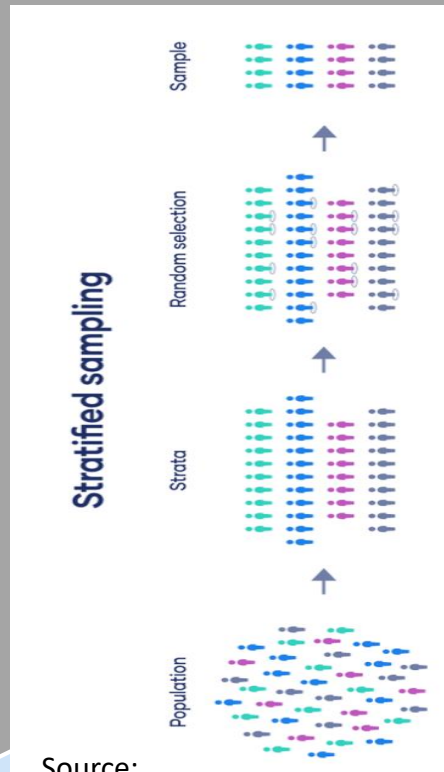 Stratified sampling
Population
Strata
Random selection
Sample
Source: